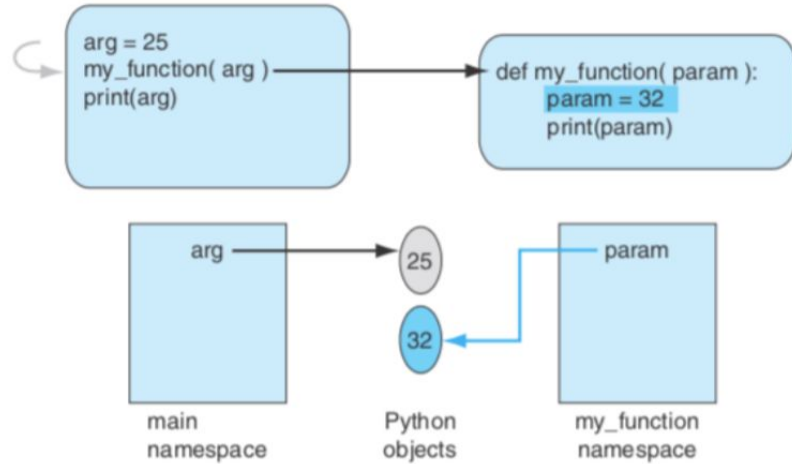 arg = 25
my_function( arg )
print(arg)
def my_function( param ):
param = 32
print(param)
arg
25
param
32
main
namespace
Python
objects
my_function
namespace